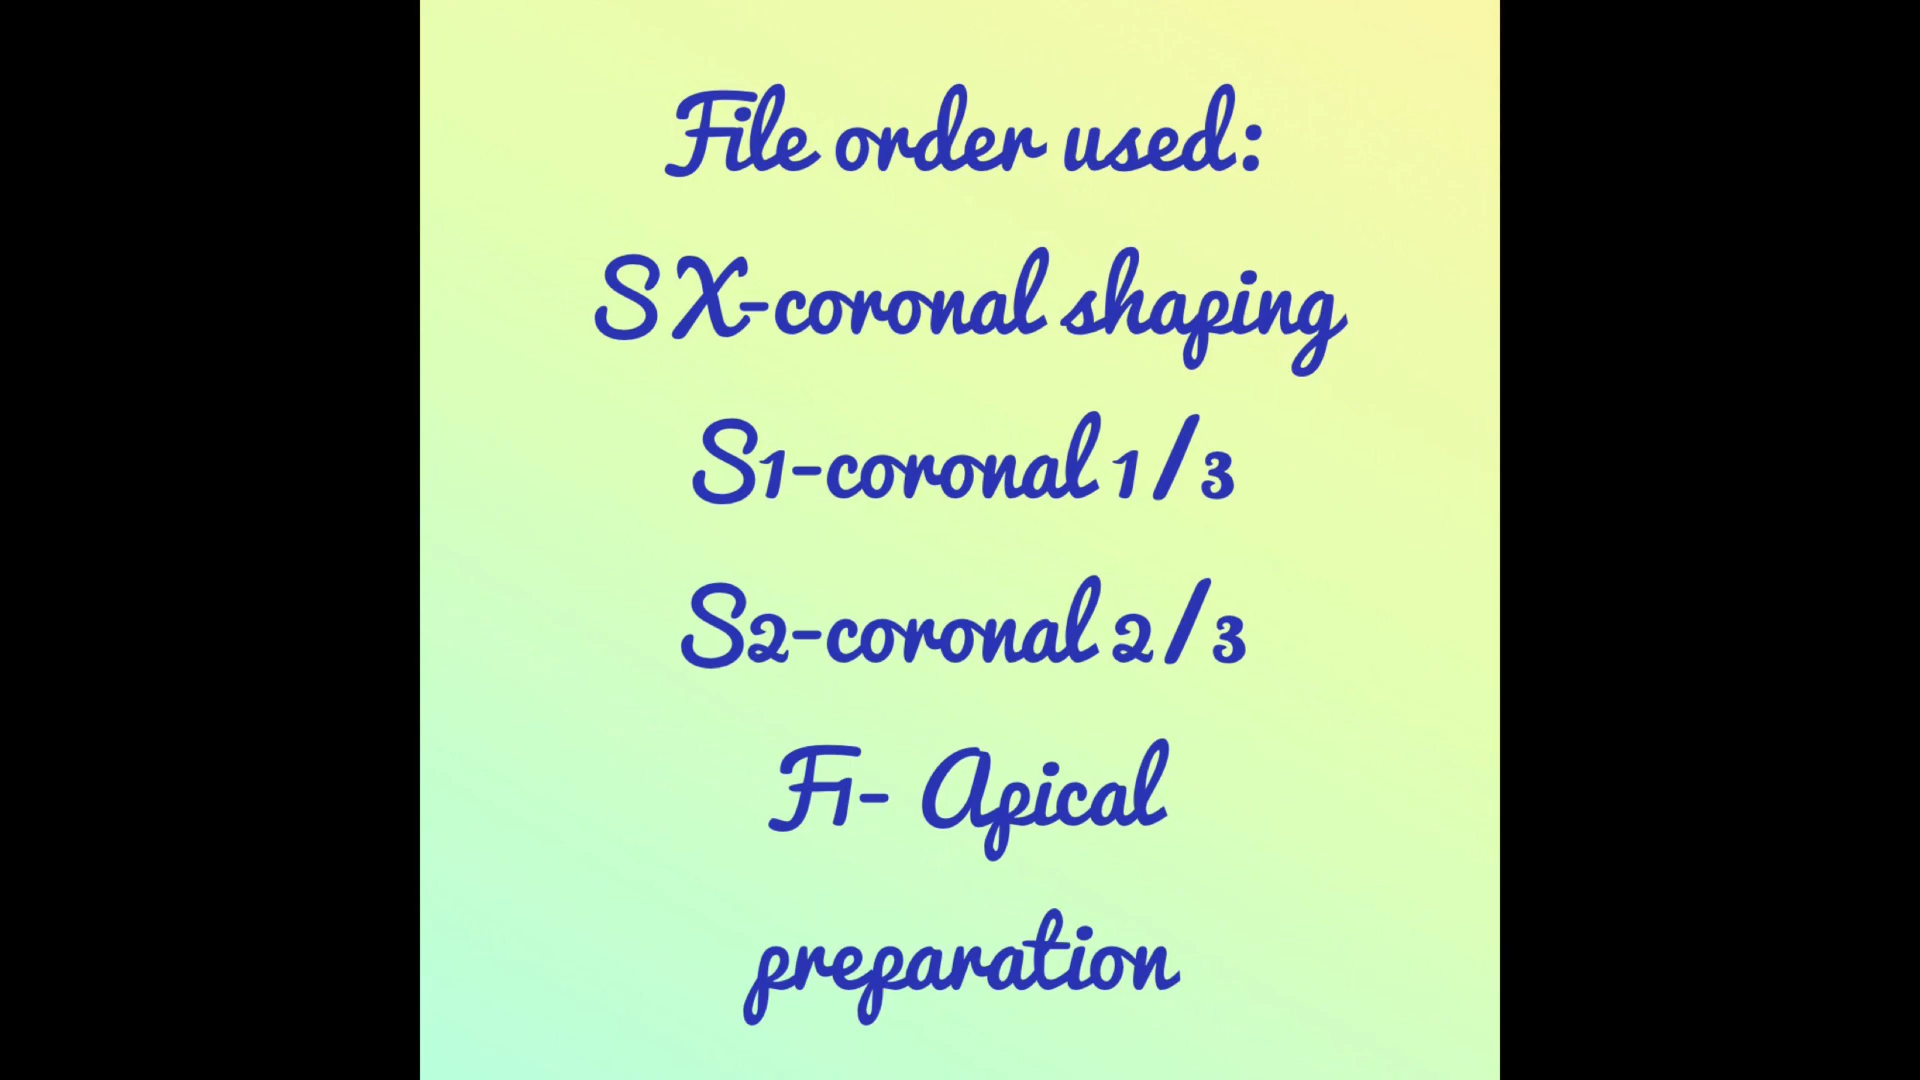 File order used:
SX-coronal shaping
S1-coronal 1/3
S2-coronal 2/3
F1- Apical
preparation